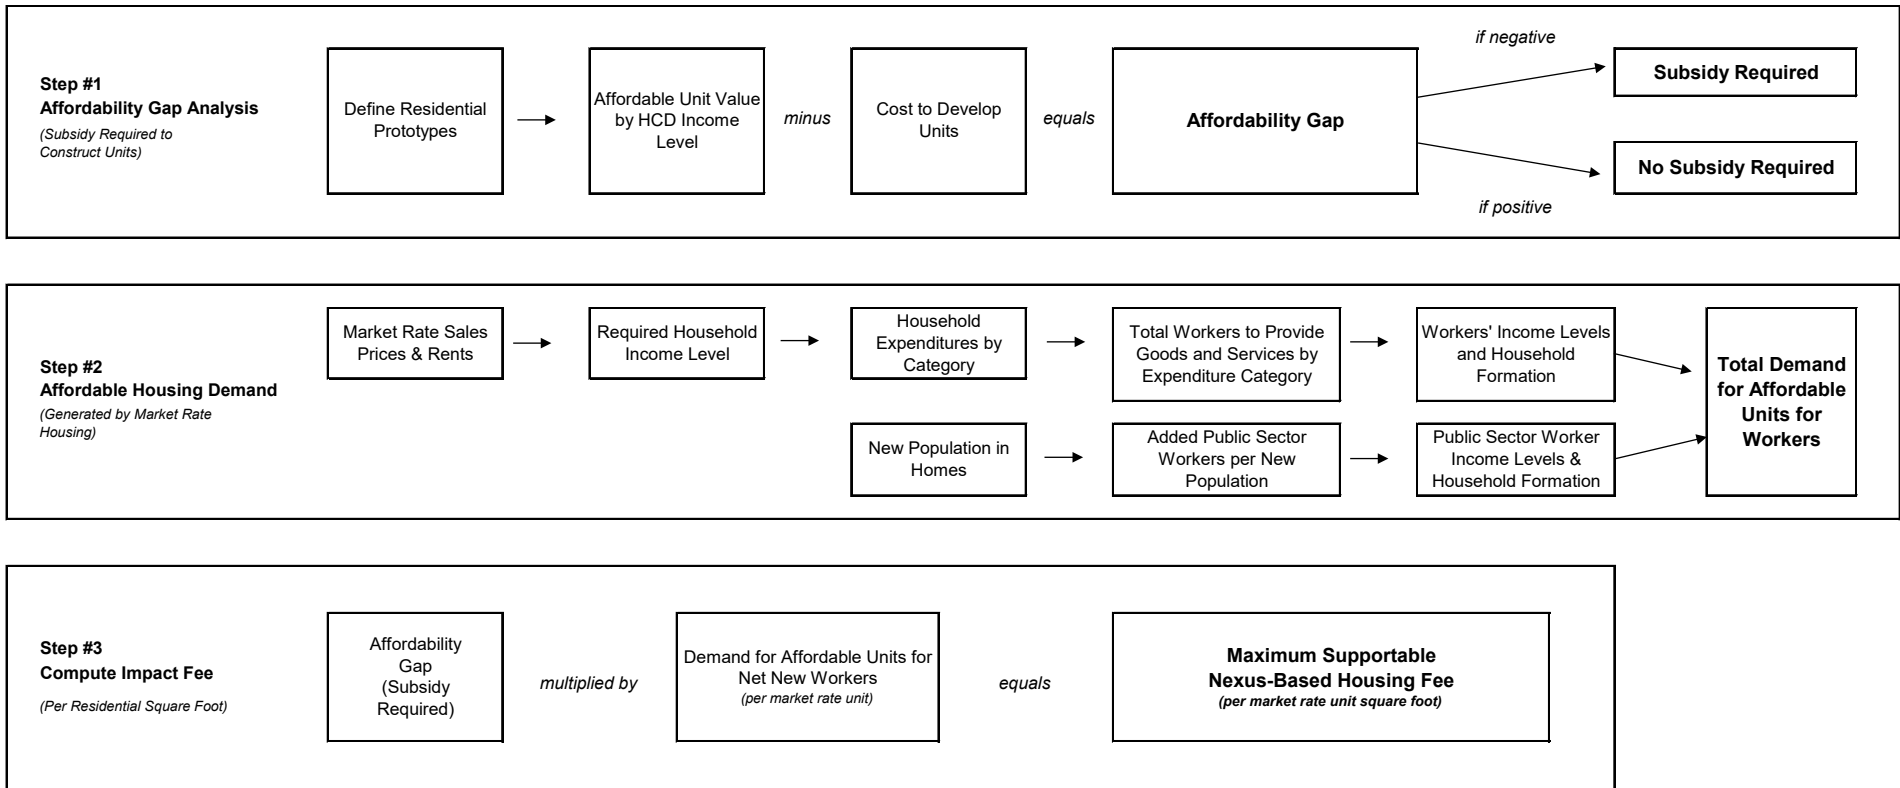 Step #1
Affordability Gap Analysis
(Subsidy Required to
Construct Units)
Define Residential
Prototypes
Affordable Unit Value
by HCD Income
Level
minus
Cost to Develop
Units
equals
Affordability Gap
if negative
Subsidy Required
No Subsidy Required
if positive
Step #2
Affordable Housing Demand
(Generated by Market Rate
Housing)
Market Rate Sales
Prices & Rents
Required Household
Income Level
Household
Expenditures by
Category
Total Workers to Provide
Goods and Services by
Expenditure Category
Workers' Income Levels
and Household
Formation
New Population in
Homes
Added Public Sector
Workers per New
Population
Public Sector Worker
Income Levels &
Household Formation
Total Demand
for Affordable
Units for
Workers
Step #3
Compute Impact Fee
(Per Residential Square Foot)
Affordability
Gap
(Subsidy
Required)
multiplied by
Demand for Affordable Units for
Net New Workers
(per market rate unit)
equals
Maximum Supportable
Nexus-Based Housing Fee
(per market rate unit square foot)